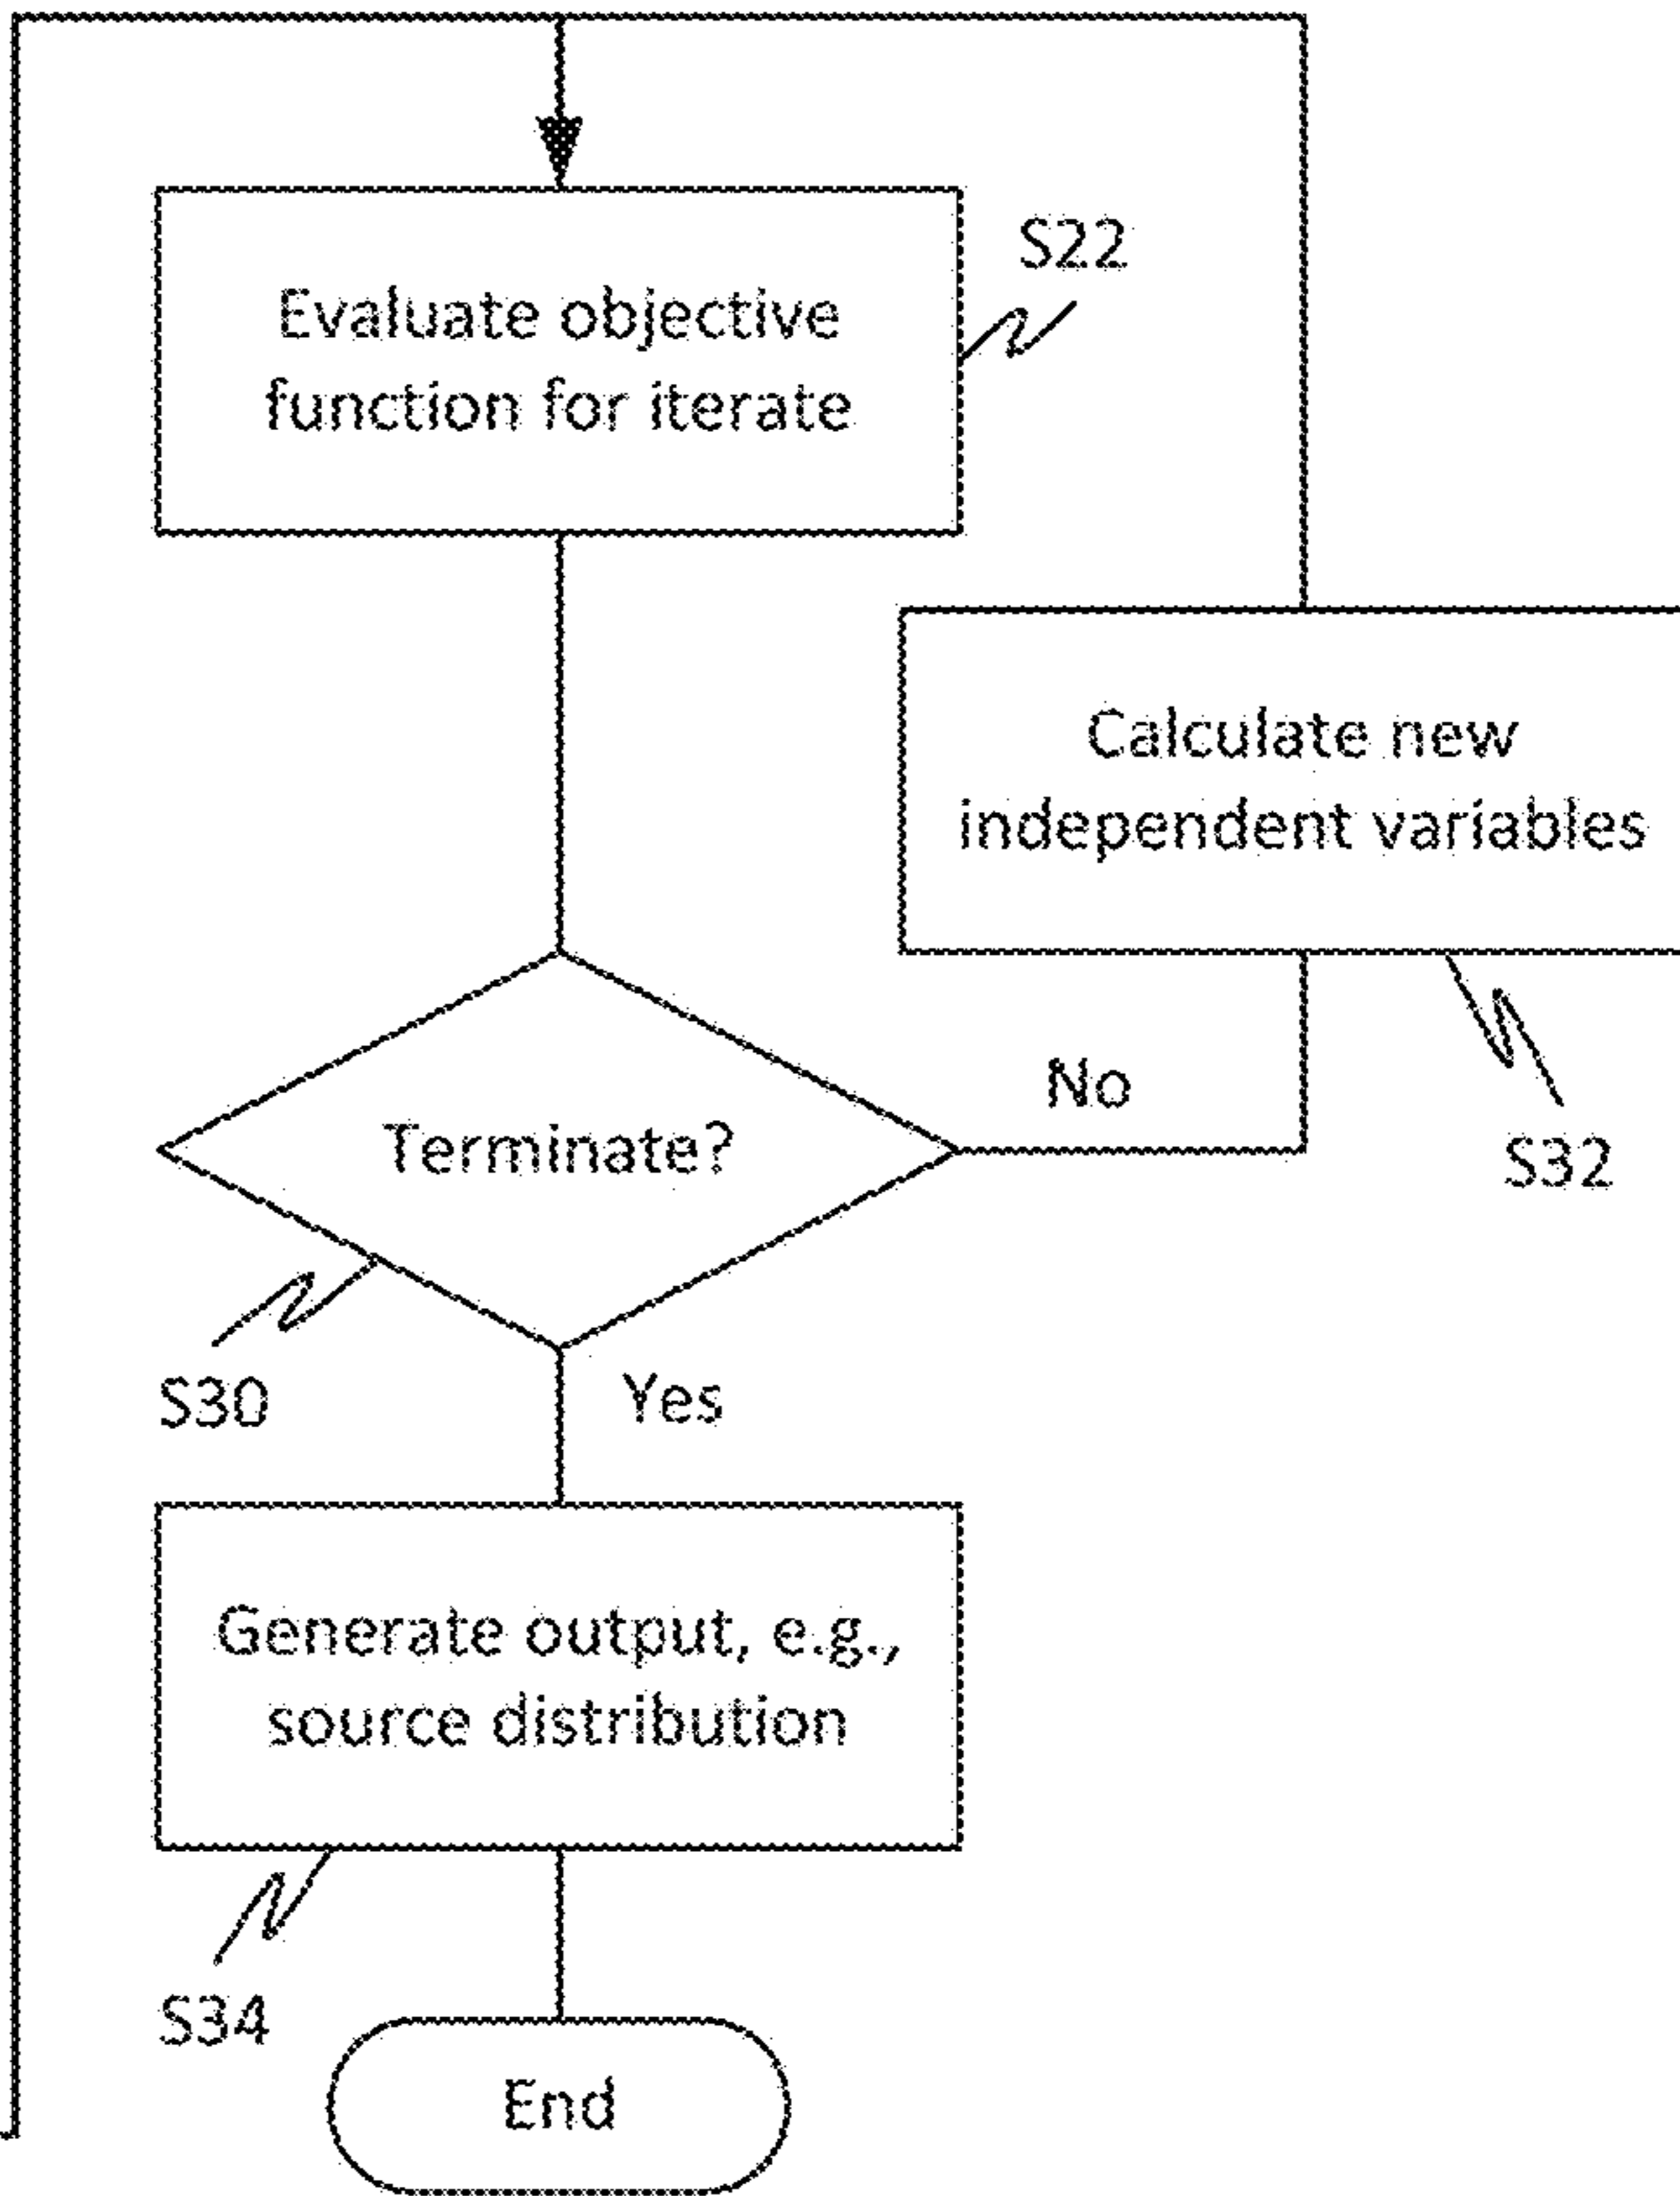 S22
Evaluate objective
function for iterate
Calculate new
independent variables
No
Terminate?
S32
S30
Yes
Generate output, e.g.,
source distribution
S34
End